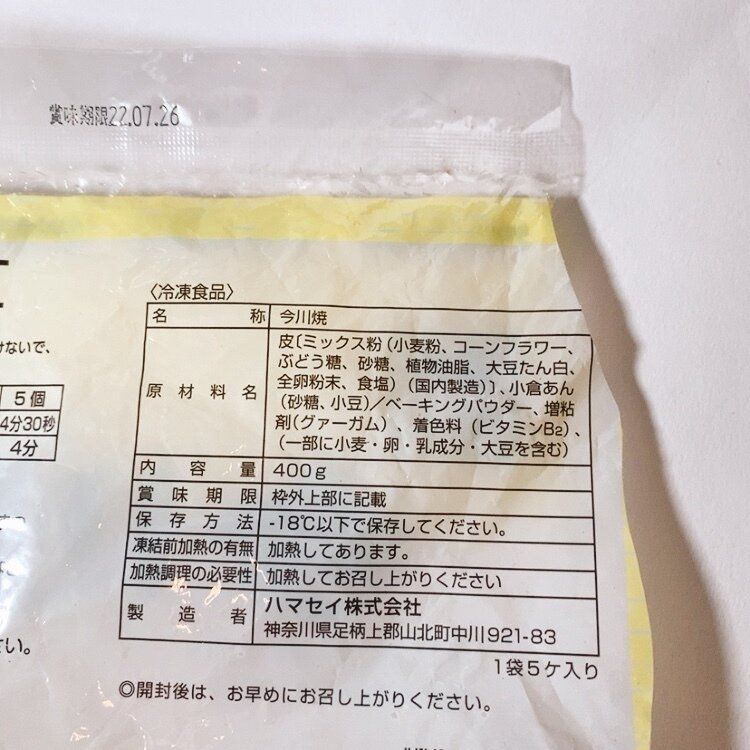 賞味期限22.07.26
〈冷凍食品〉
名称 今川焼
原材料名 皮〔ミックス粉(小麦粉、コーンフラワー、
ぶどう糖、砂糖、植物油脂、大豆たん白、
全卵粉末、食塩)(国内製造)〕、小倉あん
(砂糖、小豆)/ベーキングパウダー、増粘
剤(グァーガム)、着色料(ビタミンB₂)、
(一部に小麦・卵・乳成分・大豆を含む)
内容量 400g
賞味期限 枠外上部に記載
保存方法 -18℃以下で保存してください。
凍結前加熱の有無 加熱してあります。
加熱調理の必要性 加熱してお召し上がりください
製造者 ハマセイ株式会社
神奈川県足柄上郡山北町中川921-83
1袋5ケ入り
◎開封後は、お早めにお召し上がりください。
けないで、
5個
4分30秒
4分
さい。